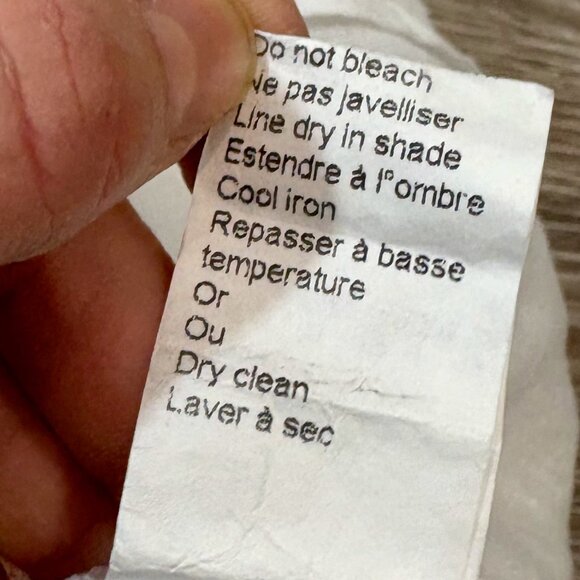 Do not bleach
Ne pas javelliser
Line dry in shade
Estendre à l"ombre
Cool iron
Repasser à basse
temperature
Or
Ou
Dry clean
Laver à sec